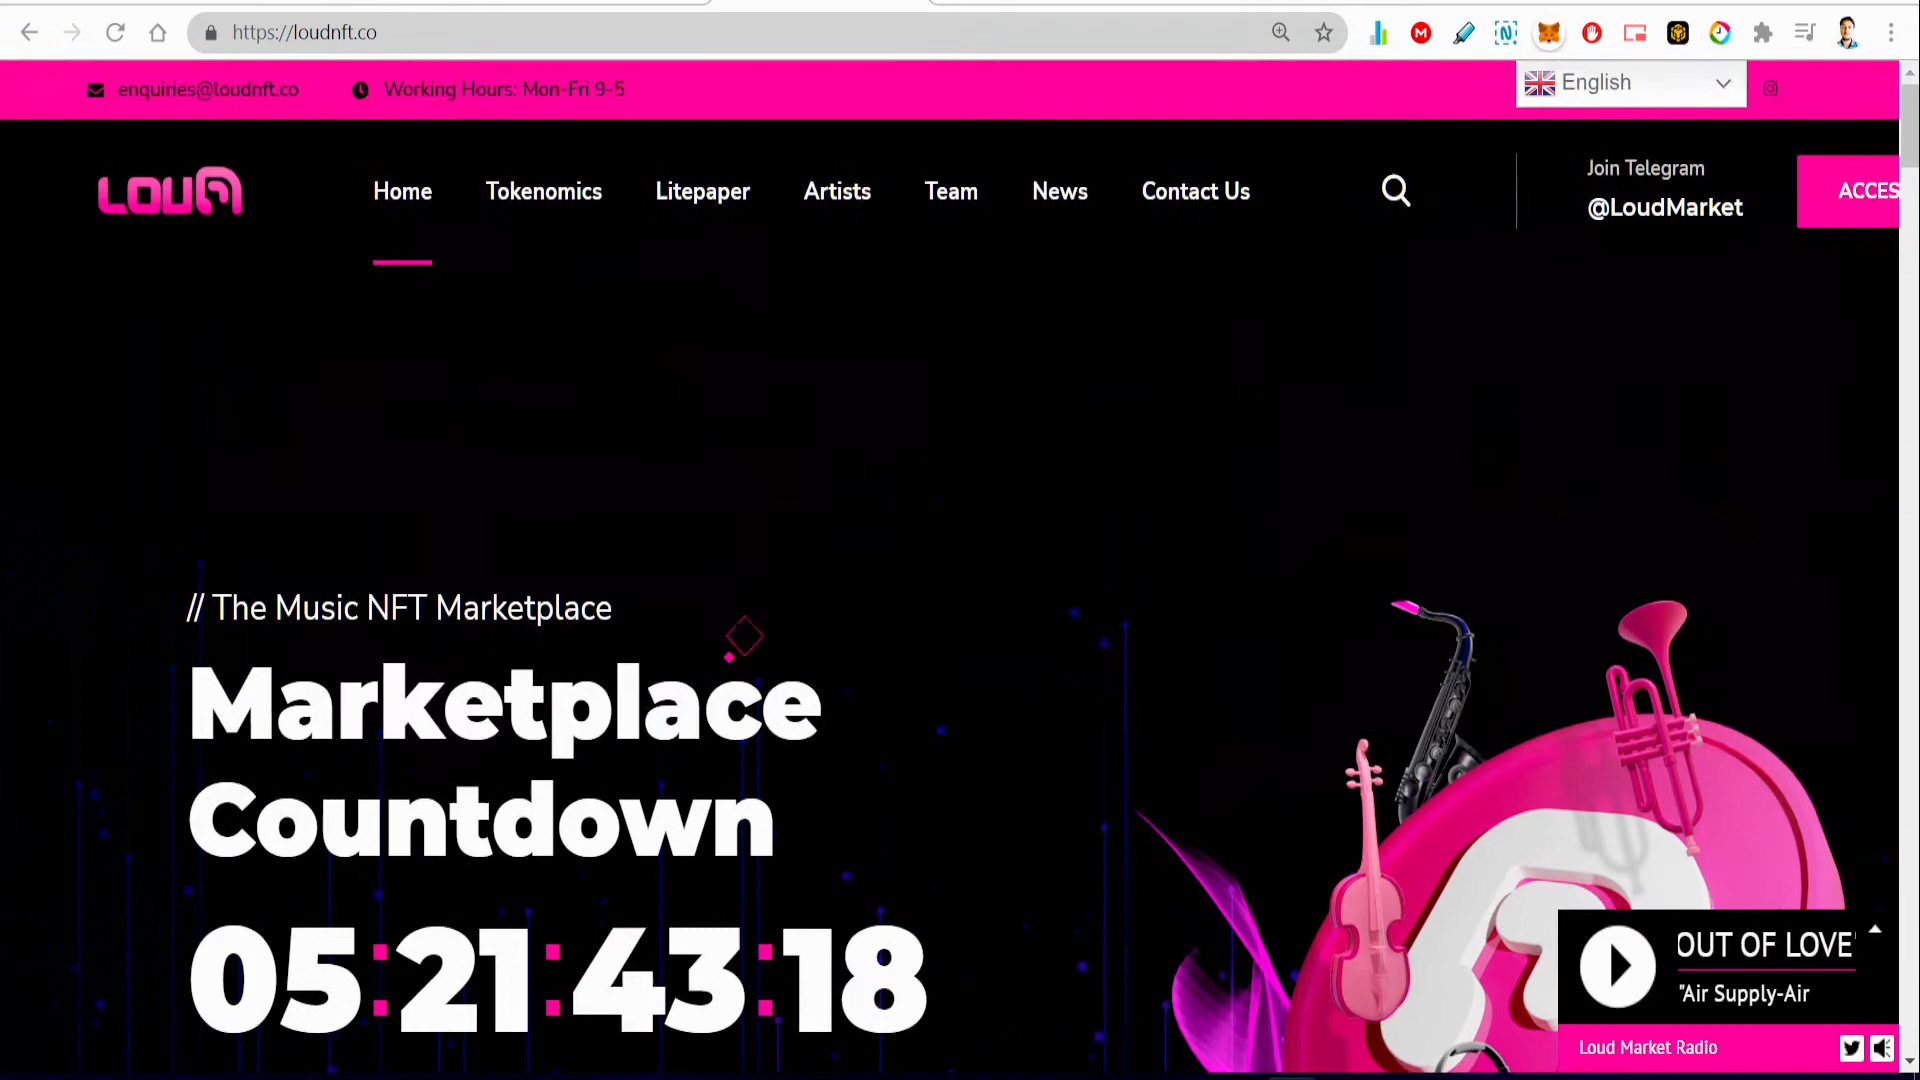 https://loudnft.co
enquiries@loudnft.co
Working Hours: Mon-Fri 9-5
English
LOUD
Home
Tokenomics
Litepaper
Artists
Team
News
Contact Us
Join Telegram
@LoudMarket
ACCES
// The Music NFT Marketplace
Marketplace
Countdown
05:21:43:18
OUT OF LOVE'
"Air Supply-Air
Loud Market Radio